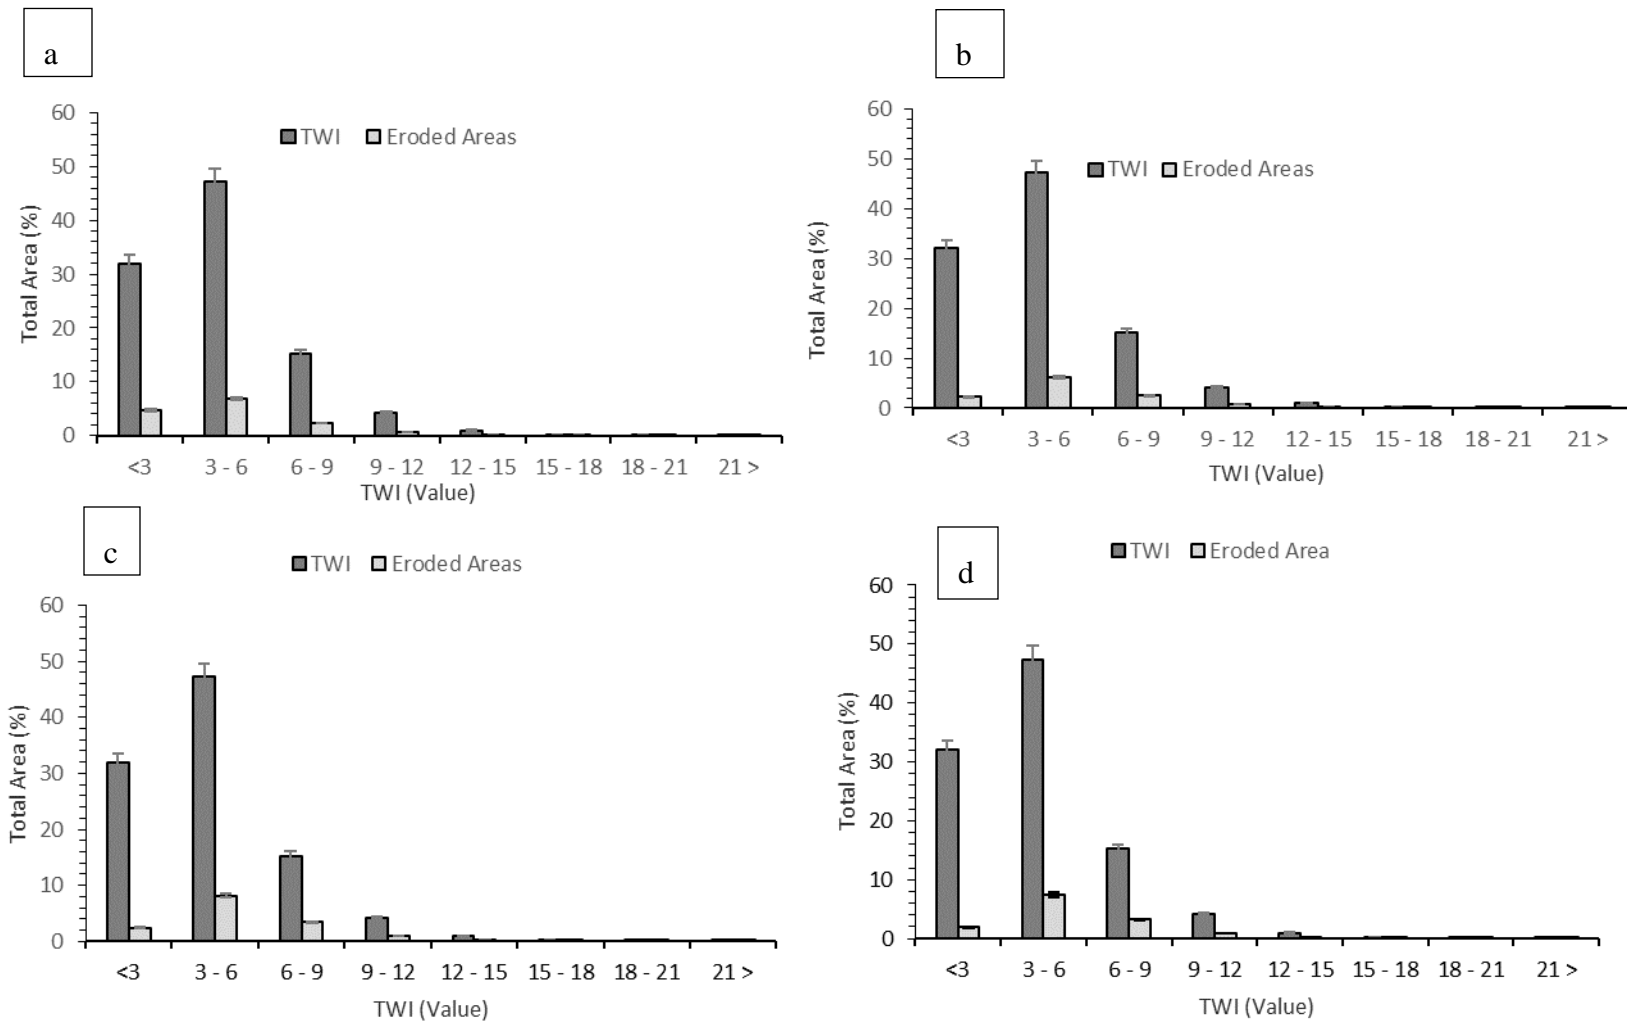 a
TWI Eroded Areas
Total Area (%)
60
50
40
30
20
10
0
<3 3 - 6 6 - 9 9 - 12 12 - 15 15 - 18 18 - 21 21 >
TWI (Value)
b
TWI Eroded Areas
Total Area (%)
60
50
40
30
20
10
0
<3 3 - 6 6 - 9 9 - 12 12 - 15 15 - 18 18 - 21 21 >
TWI (Value)
c
TWI Eroded Areas
Total Area (%)
60
50
40
30
20
10
0
<3 3 - 6 6 - 9 9 - 12 12 - 15 15 - 18 18 - 21 21 >
TWI (Value)
d
TWI Eroded Area
Total Area (%)
60
50
40
30
20
10
0
<3 3 - 6 6 - 9 9 - 12 12 - 15 15 - 18 18 - 21 21 >
TWI (Value)